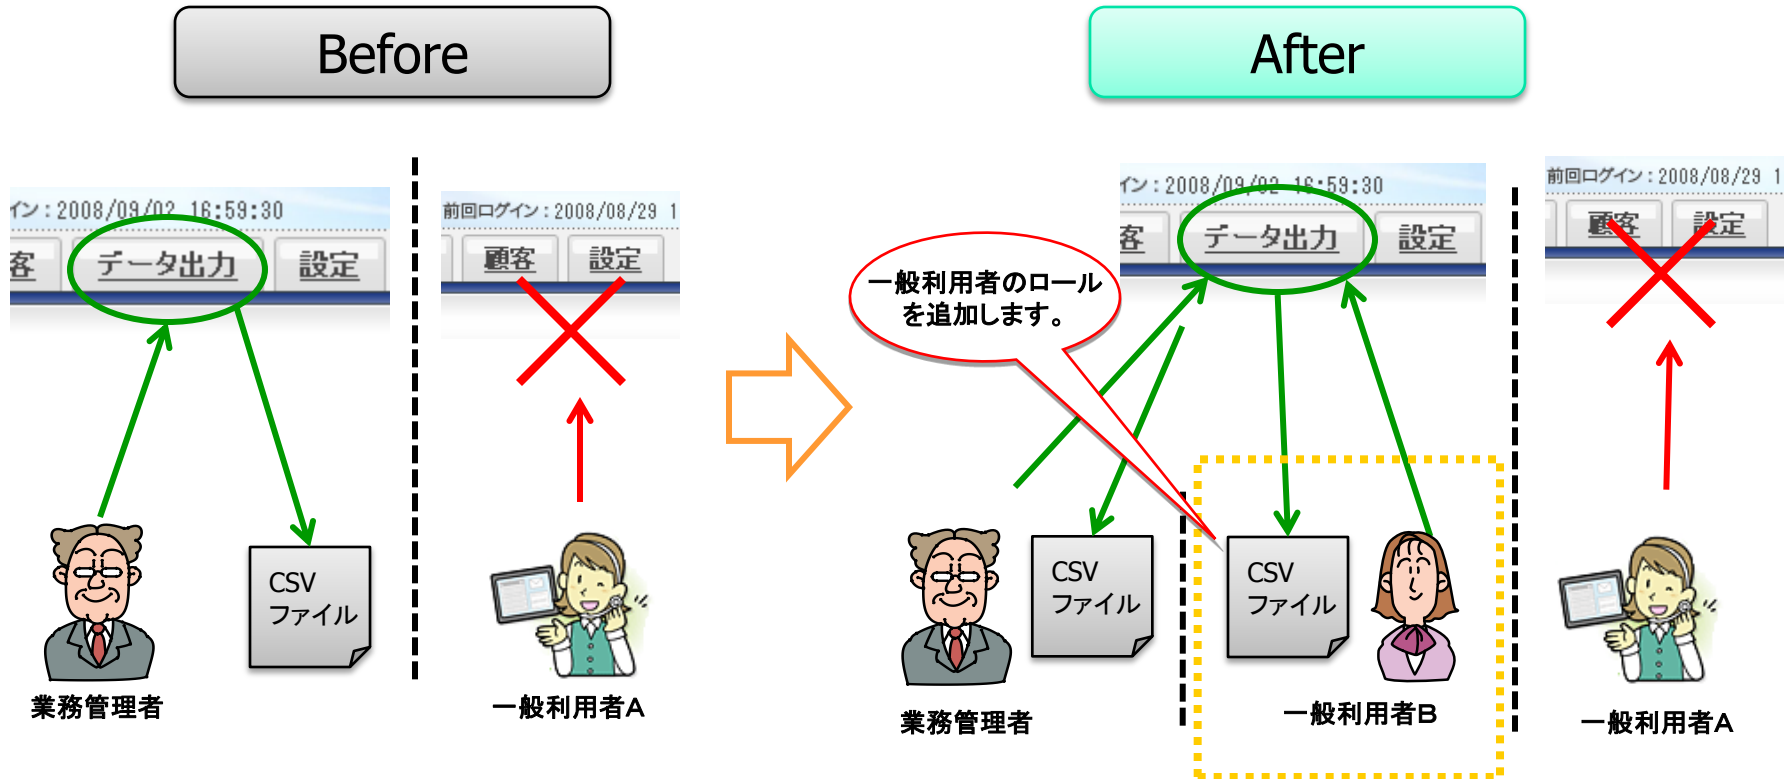 Before
After
イン：2008/09/02 16:59:30
客
データ出力
設定
前回ログイン：2008/08/29 1
顧客
設定
イン：2008/09/02 16:59:30
客
データ出力
設定
前回ログイン：2008/08/29 1
顧客
設定
一般利用者のロール
を追加します。
CSV
ファイル
業務管理者
一般利用者A
CSV
ファイル
業務管理者
CSV
ファイル
一般利用者B
一般利用者A